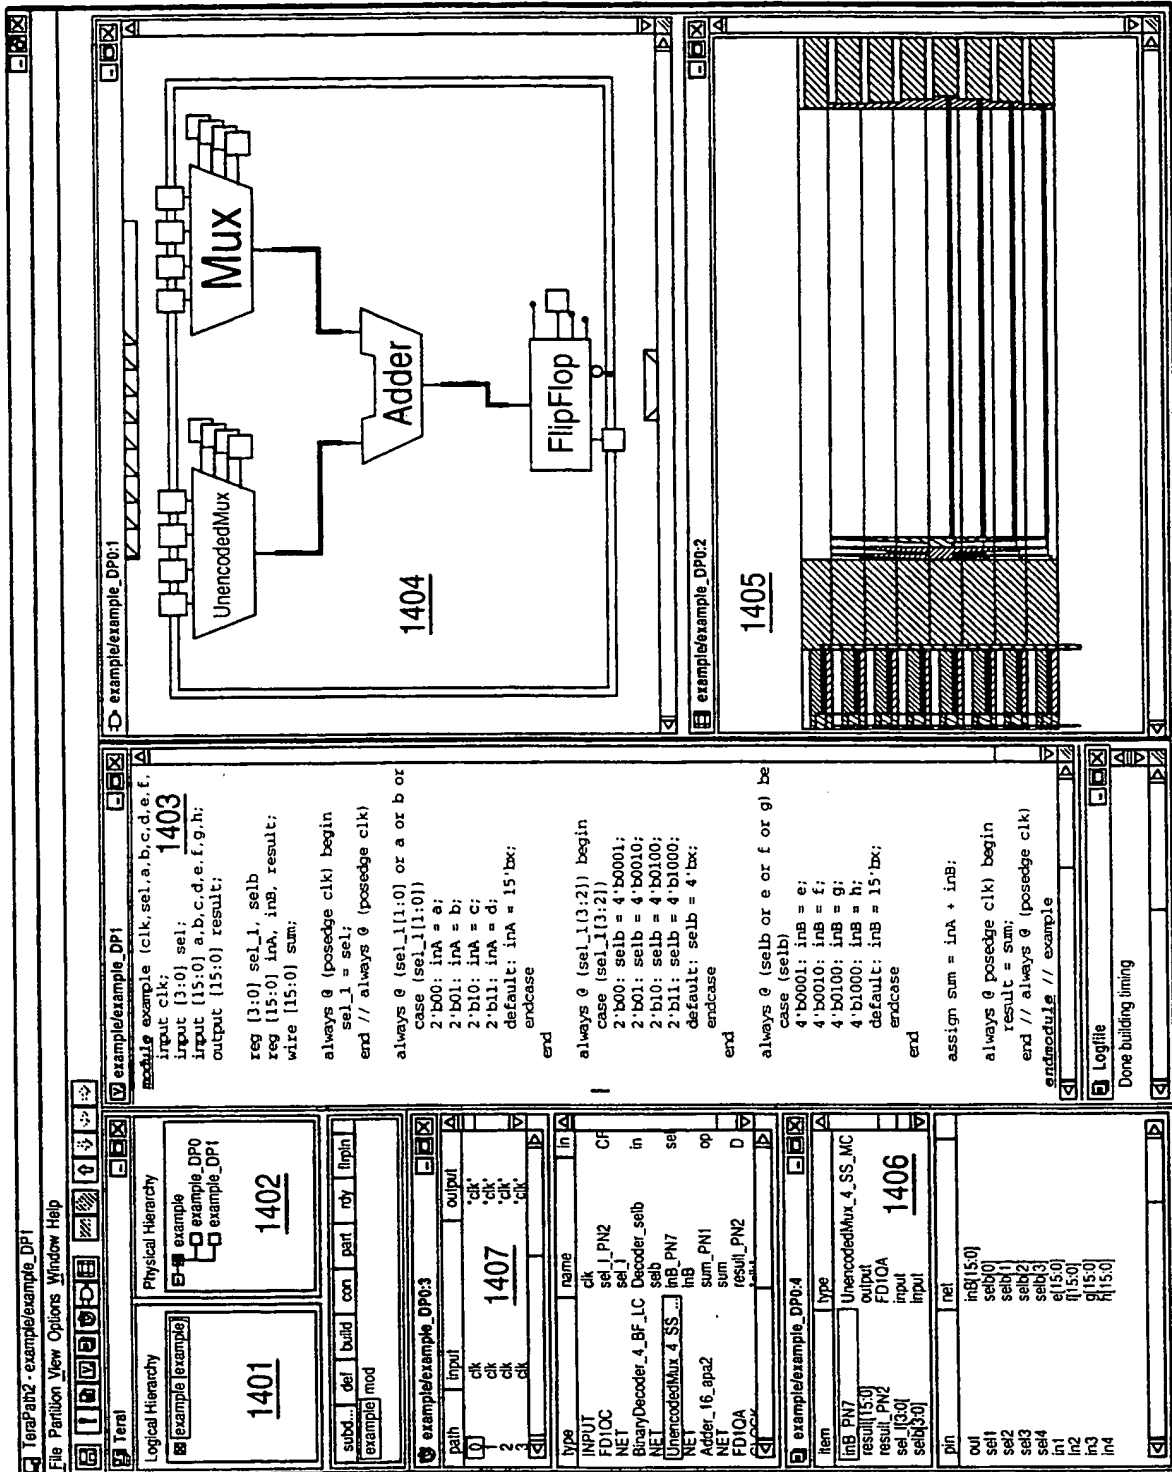 TeraPath2 - example/example_DP1
File Partition View Options Window Help
Teral
Logical Hierarchy
example [example]
1401
Physical Hierarchy
example
example_DP0
example_DP1
1402
subd... def build con part rdy flrpln
example mod
example/example_DP0:3
path input output
0 clk *clk*
1 clk *clk*
2 clk *clk*
3 clk *clk*
1407
type name in
INPUT clk
FD1OC sel_1_PN2 CP
NET sel_1
BinaryDecoder_4_BF_LC Decoder_selb in
NET selb
UnencodedMux_4_SS_... inB_PN7 sel
NET inB
Adder_16_apa2 sum_PN1 op
NET sum
FD1QA result_PN2 D
example/example_DP0:4
item type
inB_PN7 UnencodedMux_4_SS_MC
result[15:0] output
result_PN2 FD1QA
sel_1[3:0] input
selb[3:0] input
1406
pin net
out inB[15:0]
sel1 selb[0]
sel2 selb[1]
sel3 selb[2]
sel4 selb[3]
in1 e[15:0]
in2 f[15:0]
in3 g[15:0]
in4 h[15:0]
example/example_DP1
module example (clk,sel,a,b,c,d,e,f,
input clk;
input [3:0] sel;
input [15:0] a,b,c,d,e,f,g,h;
output [15:0] result;
1403
reg [3:0] sel_1, selb
reg [15:0] inA, inB, result;
wire [15:0] sum;
always @ (posedge clk) begin
sel_1 = sel;
end // always @ (posedge clk)
always @ (sel_1[1:0] or a or b or
case (sel_1[1:0])
2'b00: inA = a;
2'b01: inA = b;
2'b10: inA = c;
2'b11: inA = d;
default: inA = 15'bx;
endcase
end
always @ (sel_1[3:2]) begin
case (sel_1[3:2])
2'b00: selb = 4'b0001;
2'b01: selb = 4'b0010;
2'b10: selb = 4'b0100;
2'b11: selb = 4'b1000;
default: selb = 4'bx;
endcase
end
always @ (selb or e or f or g) be
case (selb)
4'b0001: inB = e;
4'b0010: inB = f;
4'b0100: inB = g;
4'b1000: inB = h;
default: inB = 15'bx;
endcase
end
assign sum = inA + inB;
always @ posedge clk) begin
result = sum;
end // always @ (posedge clk)
endmodule // example
Logfile
Done building timing
example/example_DP0:1
UnencodedMux
Mux
Adder
FlipFlop
1404
example/example_DP0:2
1405